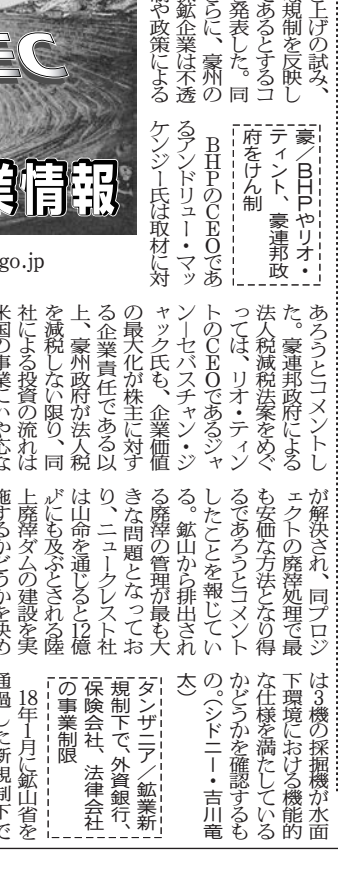 上げの試み、
規制を反映し
あるとするコ
発表した。同
らに、豪州の
鉱企業は不透
や政策による
豪／BHPやリオ・
ティント、豪連邦政
府をけん制
BHPのCEOであ
るアンドリュー・マッ
ケンジー氏は取材に対
あろうとコメントし
た。豪連邦政府による
法人税減税法案をめぐ
っては、リオ・ティン
トのCEOであるジャ
ン―セバスチャン・ジ
ャック氏も、企業価値
の最大化が株主に対す
る企業責任である以
上、豪州政府が法人税
を減税しない限り、同
社による投資の流れは
米国の事業にいや応な
が解決され、同プロジ
ェクトの廃滓処理で最
も安価な方法となり得
るであろうとコメント
したことを報じてい
る。鉱山から排出され
る廃滓の管理が最も大
きな問題となってお
り、ニュークレスト社
は山命を通じると12億
㌦にも及ぶとされる陸
上廃滓ダムの建設を実
施するかどうかを決め
は3機の採掘機が水面
下環境における機能的
な仕様を満たしている
かどうかを確認するも
の。(シドニー・吉川竜
太)
タンザニア／鉱業新
規制下で、外資銀行、
保険会社、法律会社
の事業制限
18年1月に鉱山省を
通過した新規制下で
EC
業情報
go.jp